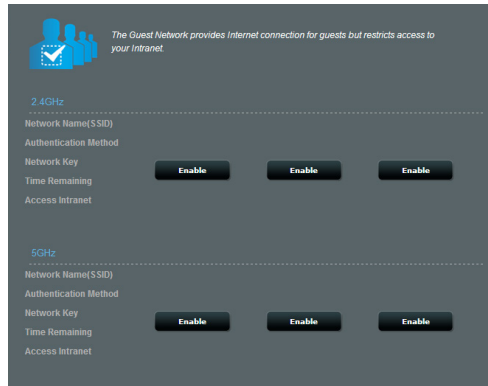 The Guest Network provides Internet connection for guests but restricts access to
your Intranet.
2.4GHz
Network Name(SSID)
Authentication Method
Network Key
Enable Enable Enable
Time Remaining
Access Intranet
5GHz
Network Name(SSID)
Authentication Method
Network Key
Enable Enable Enable
Time Remaining
Access Intranet